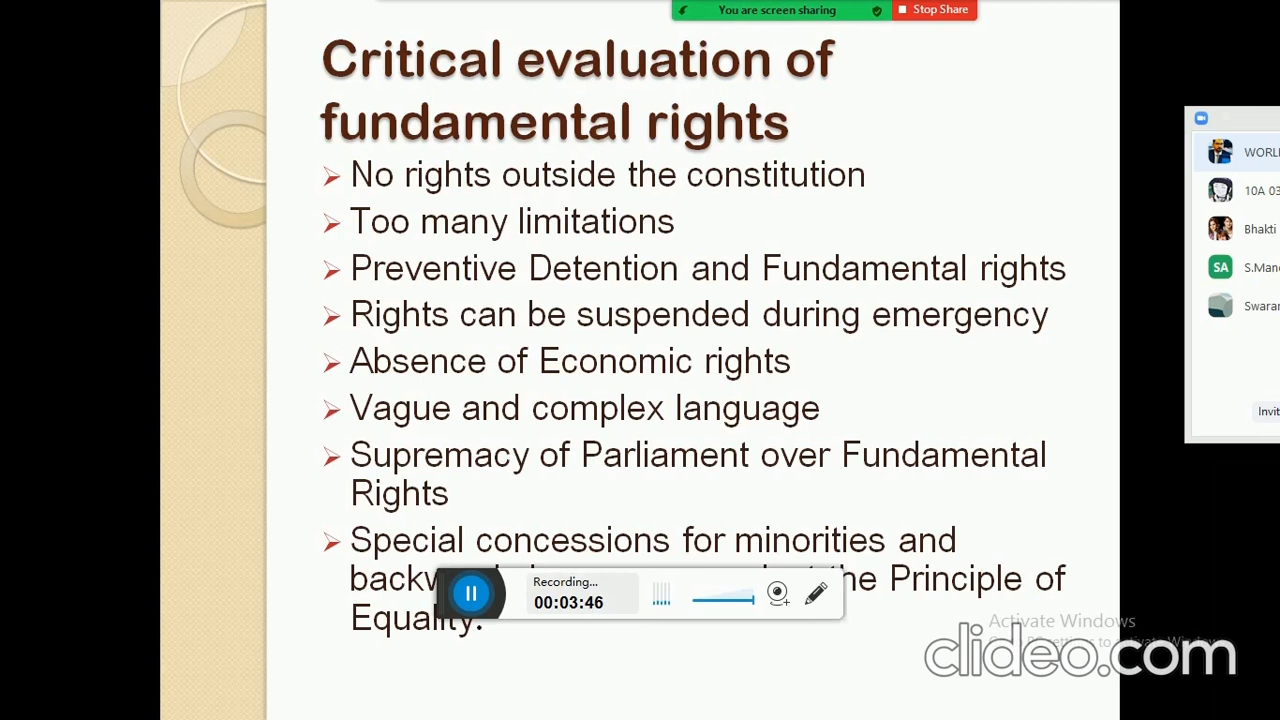 You are screen sharing
Stop Share
Critical evaluation of
fundamental rights
No rights outside the constitution
Too many limitations
Preventive Detention and Fundamental rights
Rights can be suspended during emergency
Absence of Economic rights
Vague and complex language
Supremacy of Parliament over Fundamental
Rights
Special concessions for minorities and
the Principle of
Equality.
Recording...
00:03:46
WORL
10A 03
Bhakti
SA S.Man
Swarar
Invit
Activate Windows
clideo.com